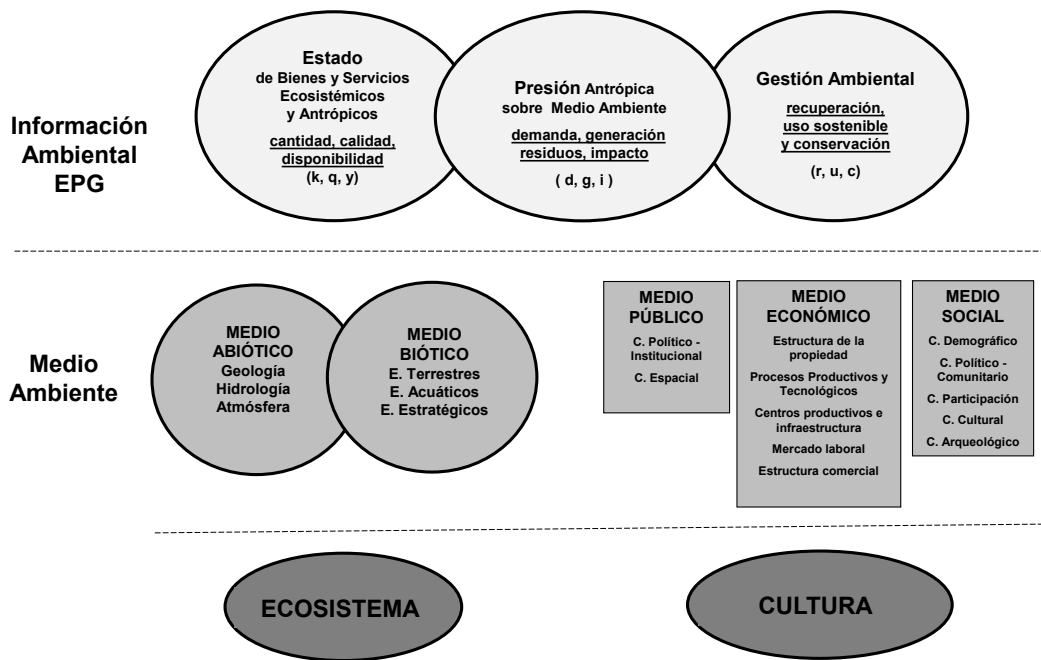 Información
Ambiental
EPG
Estado
de Bienes y Servicios
Ecosistémicos
y Antrópicos
cantidad, calidad,
disponibilidad
(k, q, y)
Presión Antrópica
sobre Medio Ambiente
demanda, generación
residuos, impacto
( d, g, i )
Gestión Ambiental
recuperación,
uso sostenible
y conservación
(r, u, c)
Medio
Ambiente
MEDIO
ABIÓTICO
Geología
Hidrología
Atmósfera
MEDIO
BIÓTICO
E. Terrestres
E. Acuáticos
E. Estratégicos
MEDIO
PÚBLICO
C. Político -
Institucional
C. Espacial
MEDIO
ECONÓMICO
Estructura de la
propiedad
Procesos Productivos y
Tecnológicos
Centros productivos e
infraestructura
Mercado laboral
Estructura comercial
MEDIO
SOCIAL
C. Demográfico
C. Político -
Comunitario
C. Participación
C. Cultural
C. Arqueológico
ECOSISTEMA
CULTURA